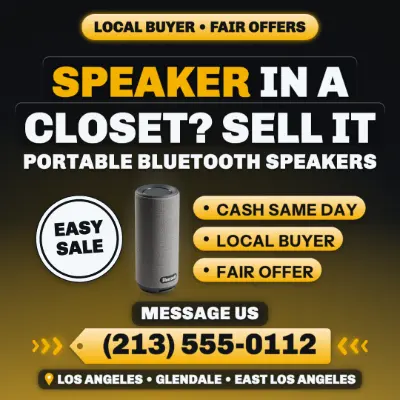 LOCAL BUYER • FAIR OFFERS
SPEAKER IN A
CLOSET? SELL IT
PORTABLE BLUETOOTH SPEAKERS
EASY
SALE
• CASH SAME DAY
• LOCAL BUYER
• FAIR OFFER
MESSAGE US
(213) 555-0112
LOS ANGELES • GLENDALE • EAST LOS ANGELES